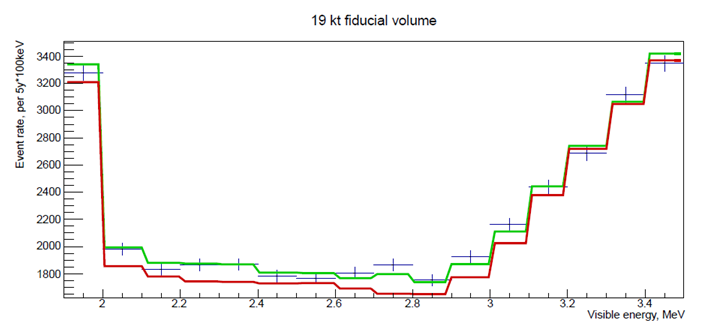 19 kt fiducial volume
Event rate, per 5y*100keV
3400
3200
3000
2800
2600
2400
2200
2000
1800
2 2.2 2.4 2.6 2.8 3 3.2 3.4
Visible energy, MeV